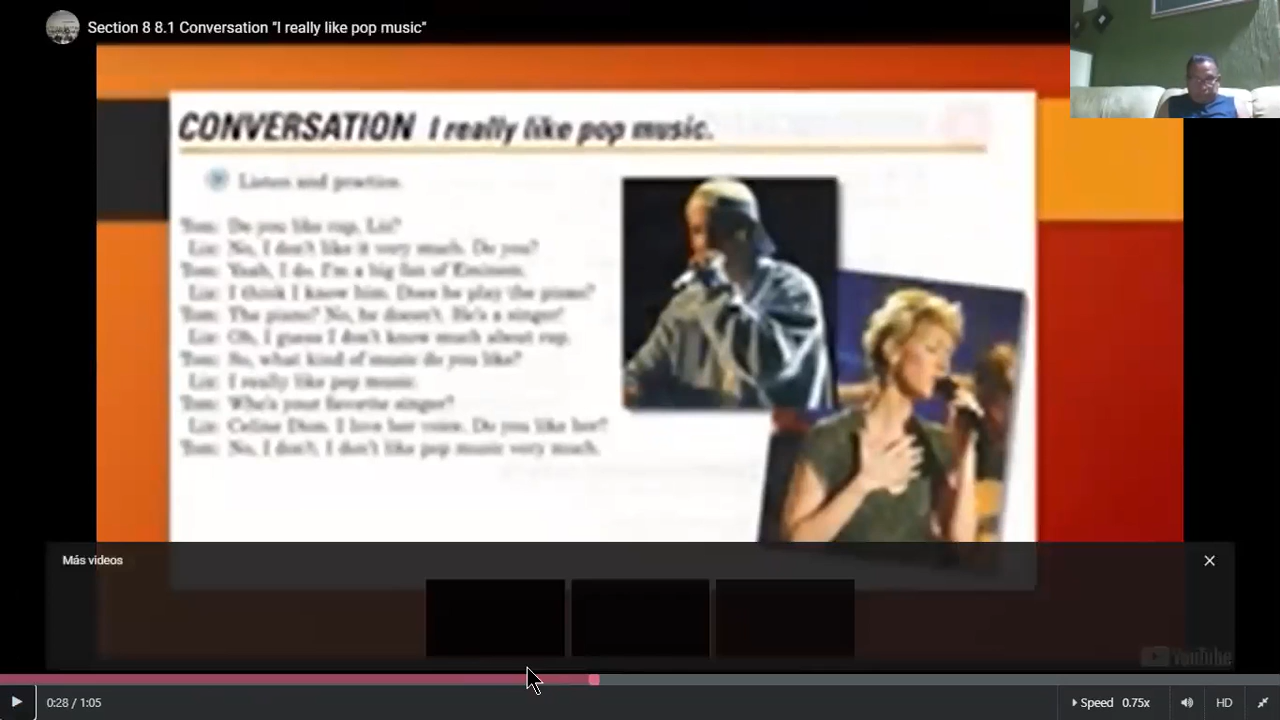 Section 8 8.1 Conversation "I really like pop music"
CONVERSATION I really like pop music.
Listen and practice.
Tom: Do you like rap, Liz?
Liz: No, I don't like it very much. Do you?
Tom: Yeah, I do. I'm a big fan of Eminem.
Liz: I think I know him. Does he play the piano?
Tom: The piano? No, he doesn't. He's a singer!
Liz: Oh, I guess I don't know much about rap.
Tom: So, what kind of music do you like?
Liz: I really like pop music.
Tom: Who's your favorite singer?
Liz: Celine Dion. I love her voice. Do you like her?
Tom: No, I don't. I don't like pop music very much.
Más videos
YouTube
0:28 / 1:05
Speed 0.75x
HD